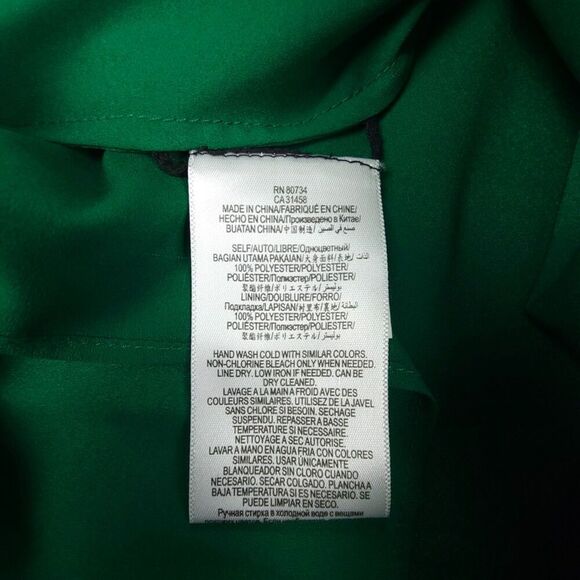 RN 80734
CA 31458
MADE IN CHINA/FABRIQUÉ EN CHINE/
HECHO EN CHINA/Произведено в Китае/
BUATAN CHINA/中国制造/صنع في الصين
SELF/AUTO/LIBRE/Одноцветный/
BAGIAN UTAMA PAKAIAN/大身面料/表地/الذات
100% POLYESTER/POLYESTER/
POLIÉSTER/Полиэстер/POLIESTER/
聚酯纤维/ポリエステル/بوليستر
LINING/DOUBLURE/FORRO/
Подкладка/LAPISAN/衬里布/裏地/البطانة
100% POLYESTER/POLYESTER/
POLIÉSTER/Полиэстер/POLIESTER/
聚酯纤维/ポリエステル/بوليستر
HAND WASH COLD WITH SIMILAR COLORS.
NON-CHLORINE BLEACH ONLY WHEN NEEDED.
LINE DRY. LOW IRON IF NEEDED. CAN BE
DRY CLEANED.
LAVAGE A LA MAIN A FROID AVEC DES
COULEURS SIMILAIRES. UTILISEZ DE LA JAVEL
SANS CHLORE SI BESOIN. SECHAGE
SUSPENDU. REPASSER A BASSE
TEMPERATURE SI NECESSAIRE.
NETTOYAGE A SEC AUTORISE.
LAVAR A MANO EN AGUA FRIA CON COLORES
SIMILARES. USAR ÚNICAMENTE
BLANQUEADOR SIN CLORO CUANDO
NECESARIO. SECAR COLGADO. PLANCHA A
BAJA TEMPERATURA SI ES NECESARIO. SE
PUEDE LIMPIAR EN SECO.
Ручная стирка в холодной воде с вещами